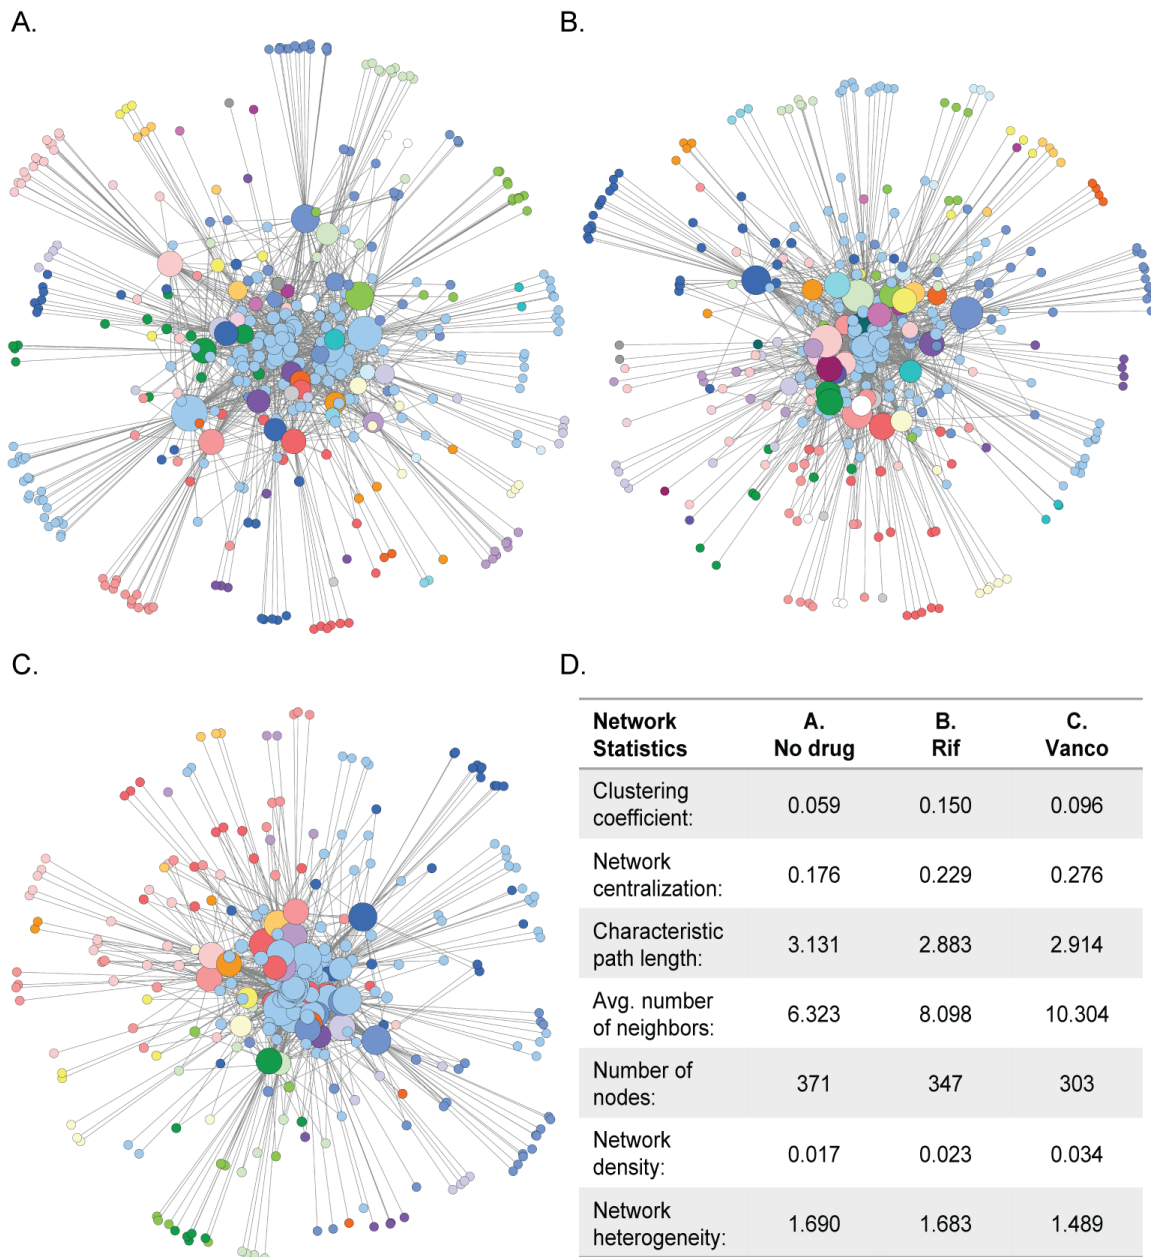 A.
B.
C.
D.
Network Statistics A. No drug B. Rif C. Vanco
Clustering coefficient: 0.059 0.150 0.096
Network centralization: 0.176 0.229 0.276
Characteristic path length: 3.131 2.883 2.914
Avg. number of neighbors: 6.323 8.098 10.304
Number of nodes: 371 347 303
Network density: 0.017 0.023 0.034
Network heterogeneity: 1.690 1.683 1.489